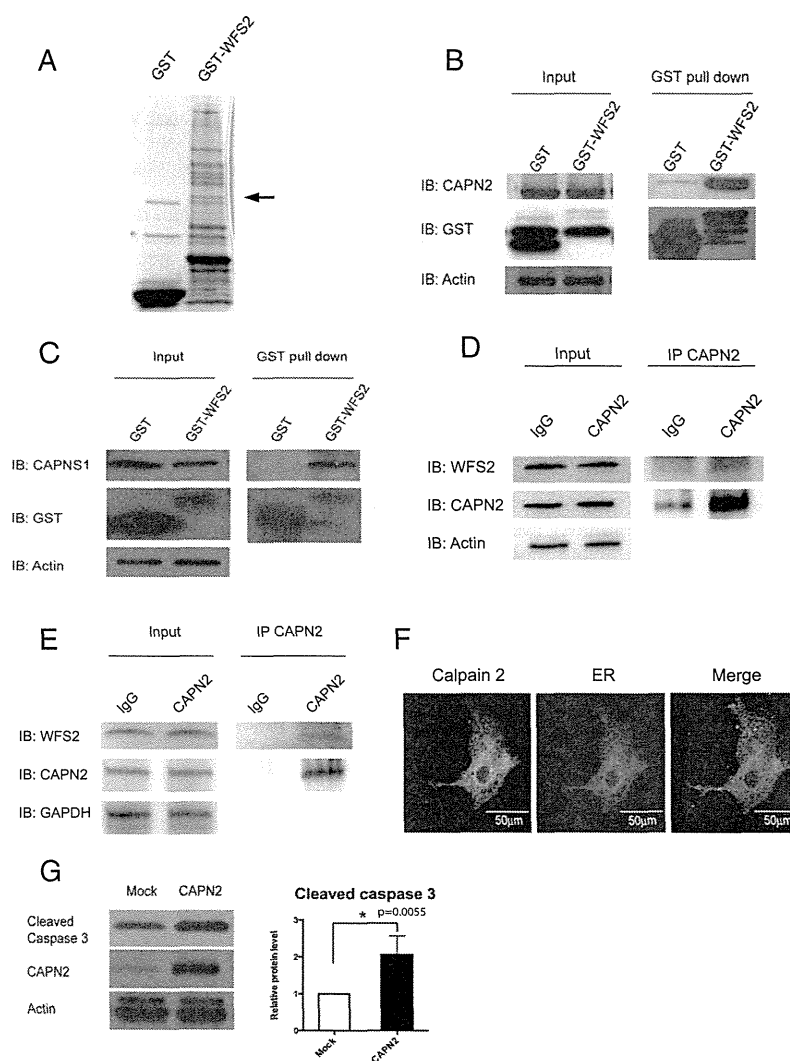 A
GST
GST-WFS2
B
Input
GST pull down
GST
GST-WFS2
GST
GST-WFS2
IB: CAPN2
IB: GST
IB: Actin
C
Input
GST pull down
GST
GST-WFS2
GST
GST-WFS2
IB: CAPNS1
IB: GST
IB: Actin
D
Input
IP CAPN2
IgG
CAPN2
IgG
CAPN2
IB: WFS2
IB: CAPN2
IB: Actin
E
Input
IP CAPN2
IgG
CAPN2
IgG
CAPN2
IB: WFS2
IB: CAPN2
IB: GAPDH
F
Calpain 2
ER
Merge
50μm
50μm
50μm
G
Mock
CAPN2
Cleaved
Caspase 3
CAPN2
Actin
Cleaved caspase 3
* p=0.0055
Relative protein level
3
2
1
0
Mock
CAPN2